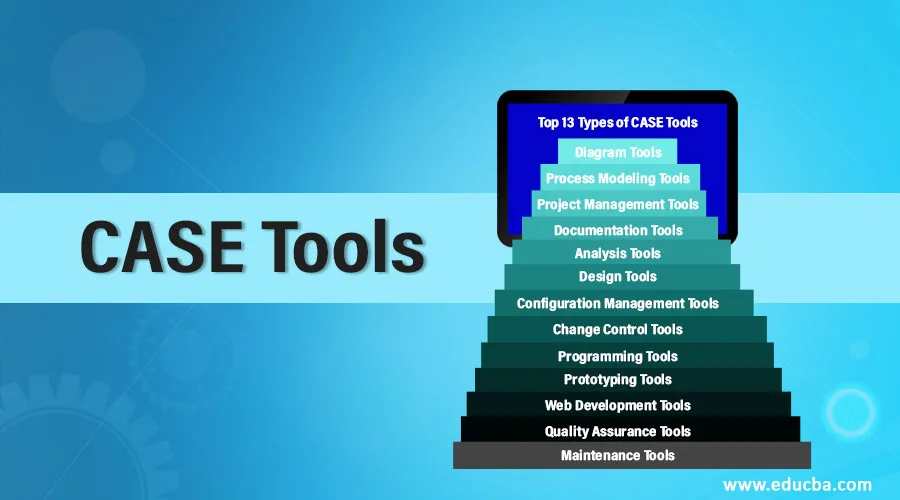 CASE Tools
Top 13 Types of CASE Tools
Diagram Tools
Process Modeling Tools
Project Management Tools
Documentation Tools
Analysis Tools
Design Tools
Configuration Management Tools
Change Control Tools
Programming Tools
Prototyping Tools
Web Development Tools
Quality Assurance Tools
Maintenance Tools
www.educba.com